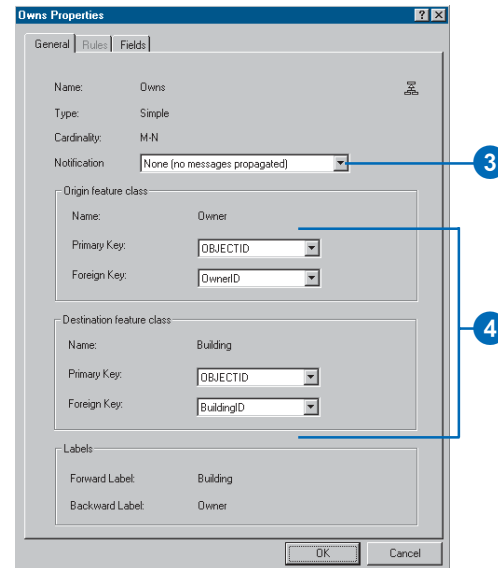 Owns Properties
General Rules Fields
Name: Owns
Type: Simple
Cardinality: M-N
Notification None (no messages propagated)
3
Origin feature class
Name: Owner
Primary Key: OBJECTID
Foreign Key: OwnerID
4
Destination feature class
Name: Building
Primary Key: OBJECTID
Foreign Key: BuildingID
Labels
Forward Label: Building
Backward Label: Owner
OK Cancel